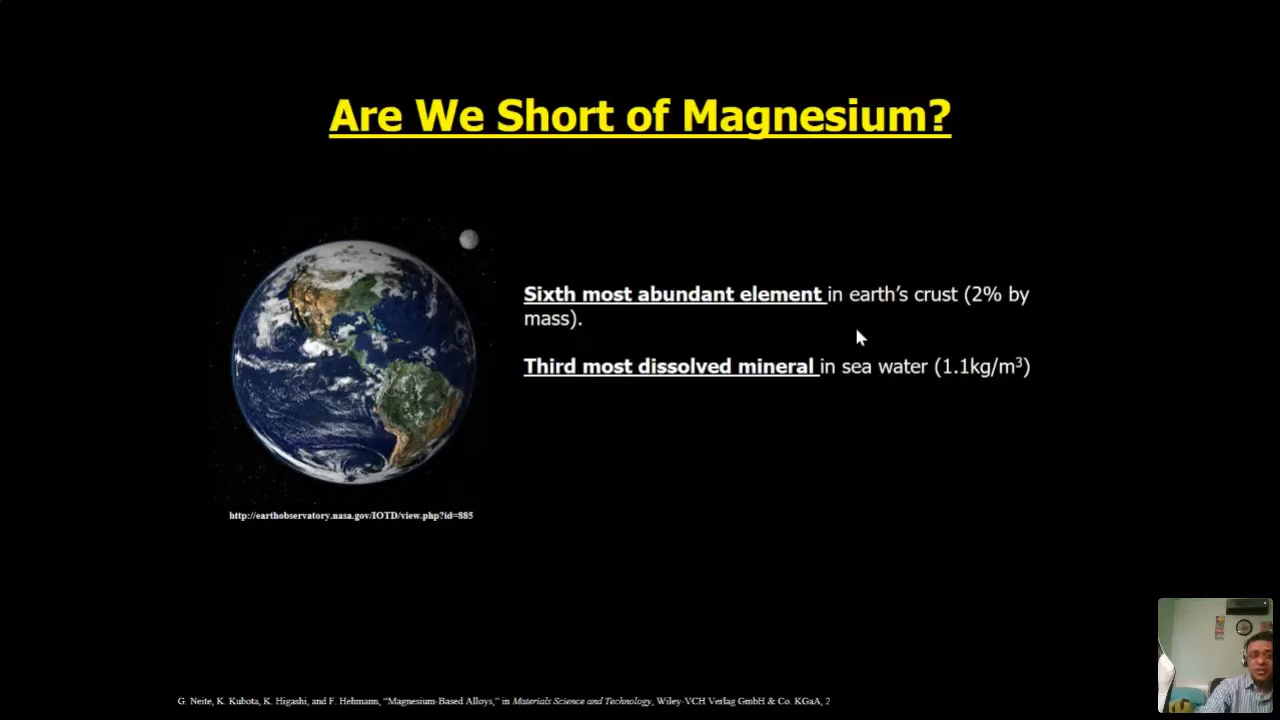 Are We Short of Magnesium?
Sixth most abundant element in earth’s crust (2% by
mass).
Third most dissolved mineral in sea water (1.1kg/m³)
http://earthobservatory.nasa.gov/IOTD/view.php?id=885
G. Neite, K. Kubota, K. Higashi, and F. Hehmann, “Magnesium-Based Alloys,” in Materials Science and Technology, Wiley-VCH Verlag GmbH & Co. KGaA, 2